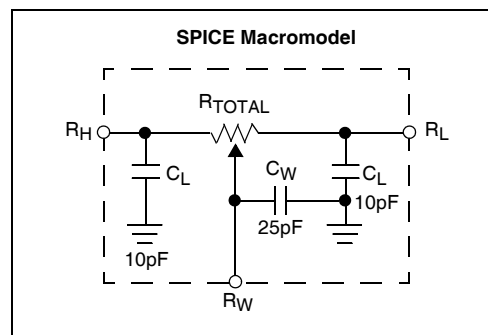 SPICE Macromodel
R_TOTAL
R_H
R_L
C_L
C_W
C_L
10pF
25pF
10pF
R_W